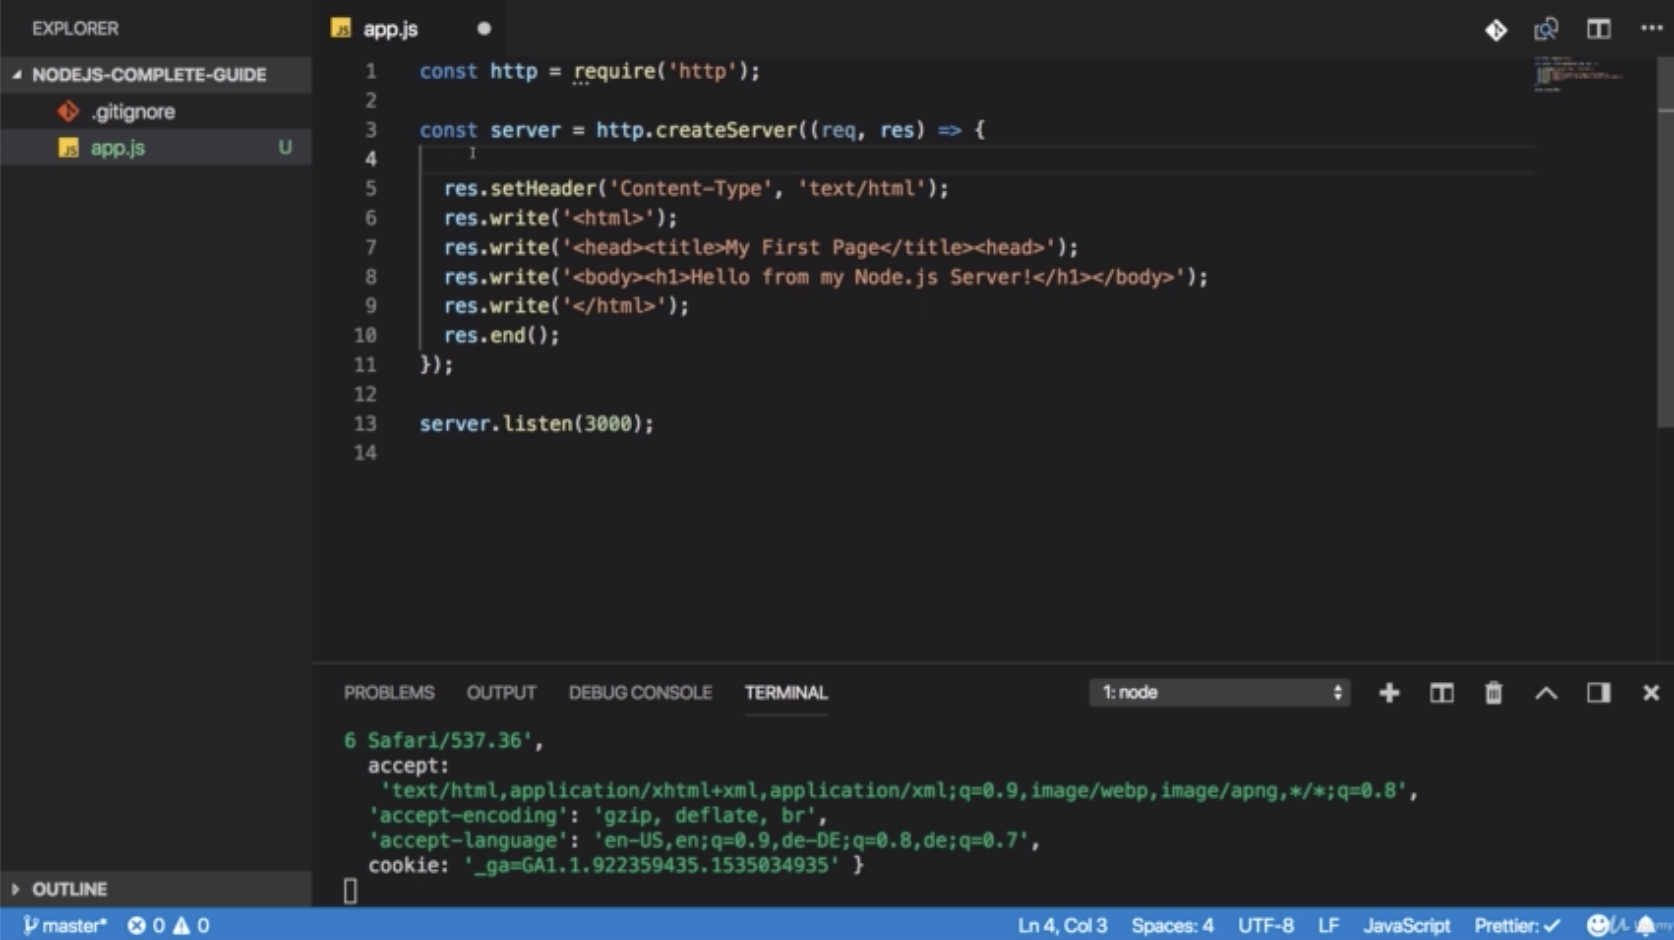 EXPLORER
JS app.js
NODEJS-COMPLETE-GUIDE
.gitignore
JS app.js U
1 const http = require('http');
2
3 const server = http.createServer((req, res) => {
4
5 res.setHeader('Content-Type', 'text/html');
6 res.write('<html>');
7 res.write('<head><title>My First Page</title><head>');
8 res.write('<body><h1>Hello from my Node.js Server!</h1></body>');
9 res.write('</html>');
10 res.end();
11 });
12
13 server.listen(3000);
14
PROBLEMS OUTPUT DEBUG CONSOLE TERMINAL 1: node
6 Safari/537.36',
accept:
'text/html,application/xhtml+xml,application/xml;q=0.9,image/webp,image/apng,*/*;q=0.8',
'accept-encoding': 'gzip, deflate, br',
'accept-language': 'en-US,en;q=0.9,de-DE;q=0.8,de;q=0.7',
cookie: '_ga=GA1.1.922359435.1535034935' }
OUTLINE
master* 0 0 Ln 4, Col 3 Spaces: 4 UTF-8 LF JavaScript Prettier: ✓